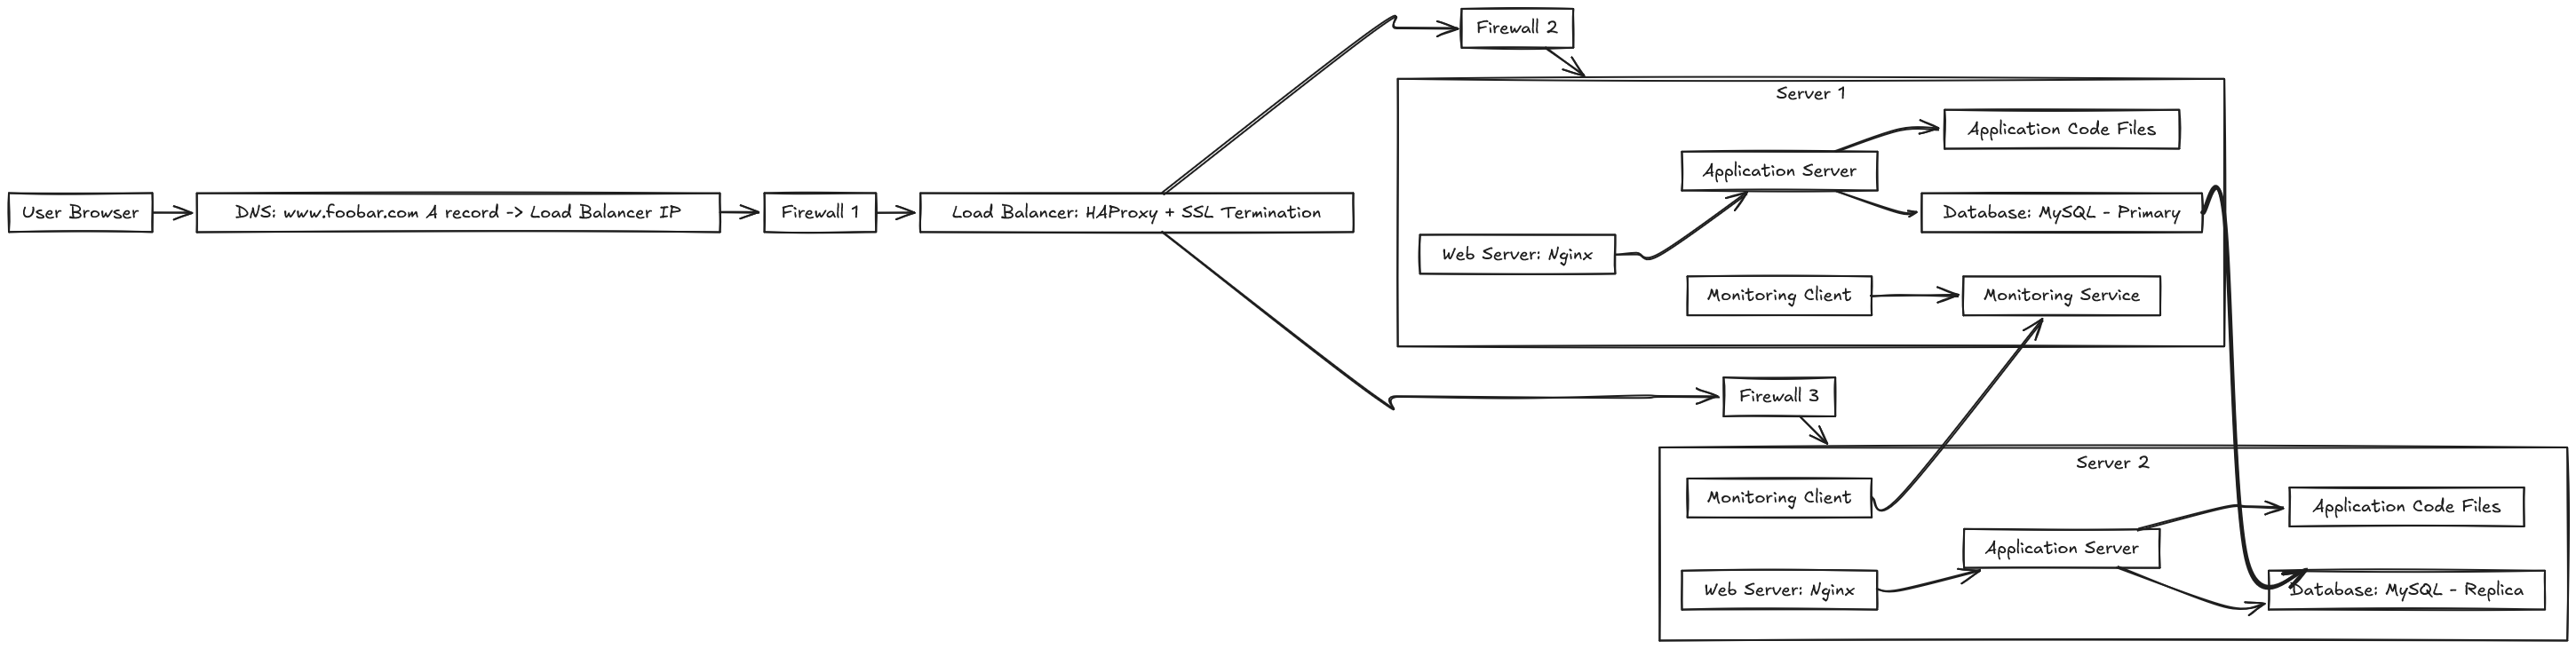 User Browser
DNS: www.foobar.com A record -> Load Balancer IP
Firewall 1
Load Balancer: HAProxy + SSL Termination
Firewall 2
Server 1
Application Code Files
Application Server
Database: MySQL - Primary
Web Server: Nginx
Monitoring Client
Monitoring Service
Firewall 3
Server 2
Monitoring Client
Application Code Files
Application Server
Web Server: Nginx
Database: MySQL - Replica